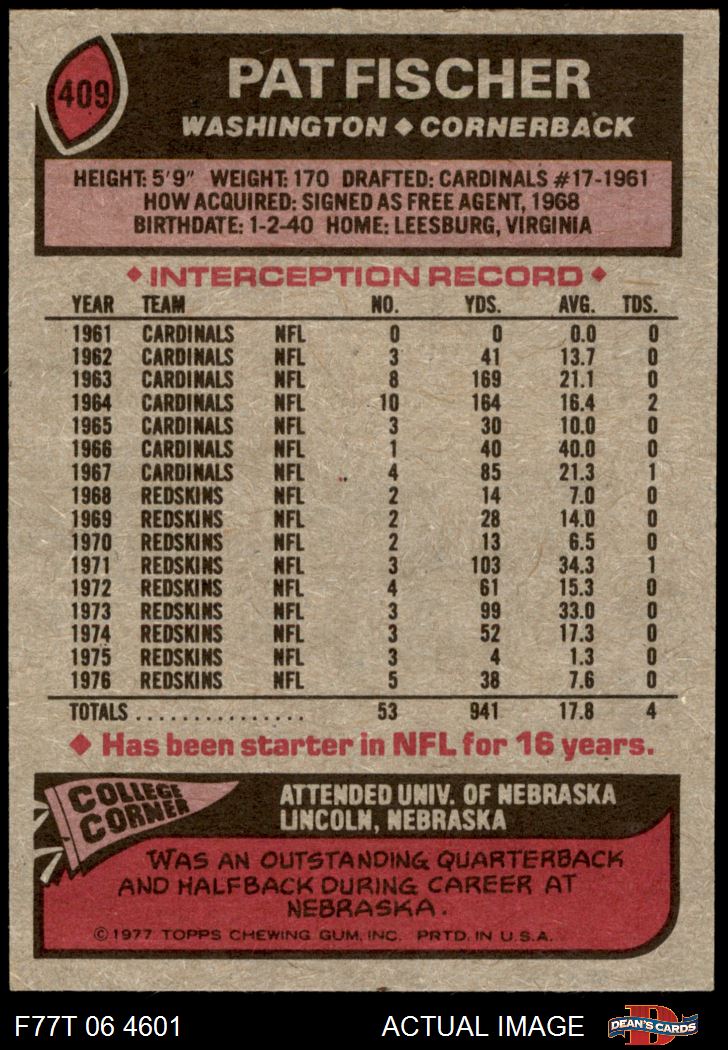 409
PAT FISCHER
WASHINGTON ◆ CORNERBACK
HEIGHT: 5'9" WEIGHT: 170 DRAFTED: CARDINALS #17-1961
HOW ACQUIRED: SIGNED AS FREE AGENT, 1968
BIRTHDATE: 1-2-40 HOME: LEESBURG, VIRGINIA
◆ INTERCEPTION RECORD ◆
YEAR TEAM NO. YDS. AVG. TDS.
1961 CARDINALS NFL 0 0 0.0 0
1962 CARDINALS NFL 3 41 13.7 0
1963 CARDINALS NFL 8 169 21.1 0
1964 CARDINALS NFL 10 164 16.4 2
1965 CARDINALS NFL 3 30 10.0 0
1966 CARDINALS NFL 1 40 40.0 0
1967 CARDINALS NFL 4 85 21.3 1
1968 REDSKINS NFL 2 14 7.0 0
1969 REDSKINS NFL 2 28 14.0 0
1970 REDSKINS NFL 2 13 6.5 0
1971 REDSKINS NFL 3 103 34.3 1
1972 REDSKINS NFL 4 61 15.3 0
1973 REDSKINS NFL 3 99 33.0 0
1974 REDSKINS NFL 3 52 17.3 0
1975 REDSKINS NFL 3 4 1.3 0
1976 REDSKINS NFL 5 38 7.6 0
TOTALS................ 53 941 17.8 4
◆ Has been starter in NFL for 16 years.
COLLEGE
CORNER
ATTENDED UNIV. OF NEBRASKA
LINCOLN, NEBRASKA
WAS AN OUTSTANDING QUARTERBACK
AND HALFBACK DURING CAREER AT
NEBRASKA.
©1977 TOPPS CHEWING GUM, INC. PRTD. IN U.S.A.
F77T 06 4601 ACTUAL IMAGE
D
DEAN'S CARDS